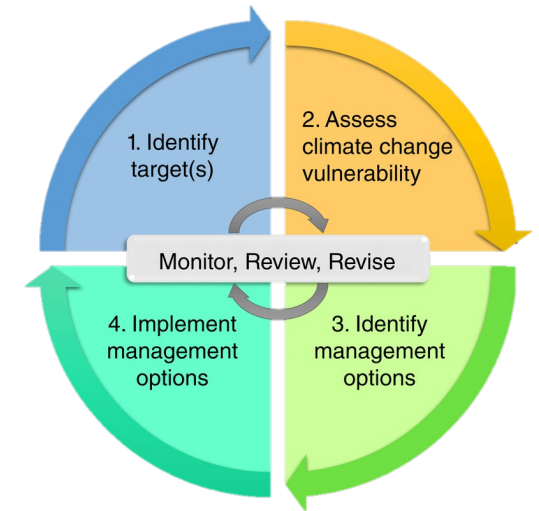 1. Identify
target(s)
2. Assess
climate change
vulnerability
Monitor, Review, Revise
4. Implement
management
options
3. Identify
management
options